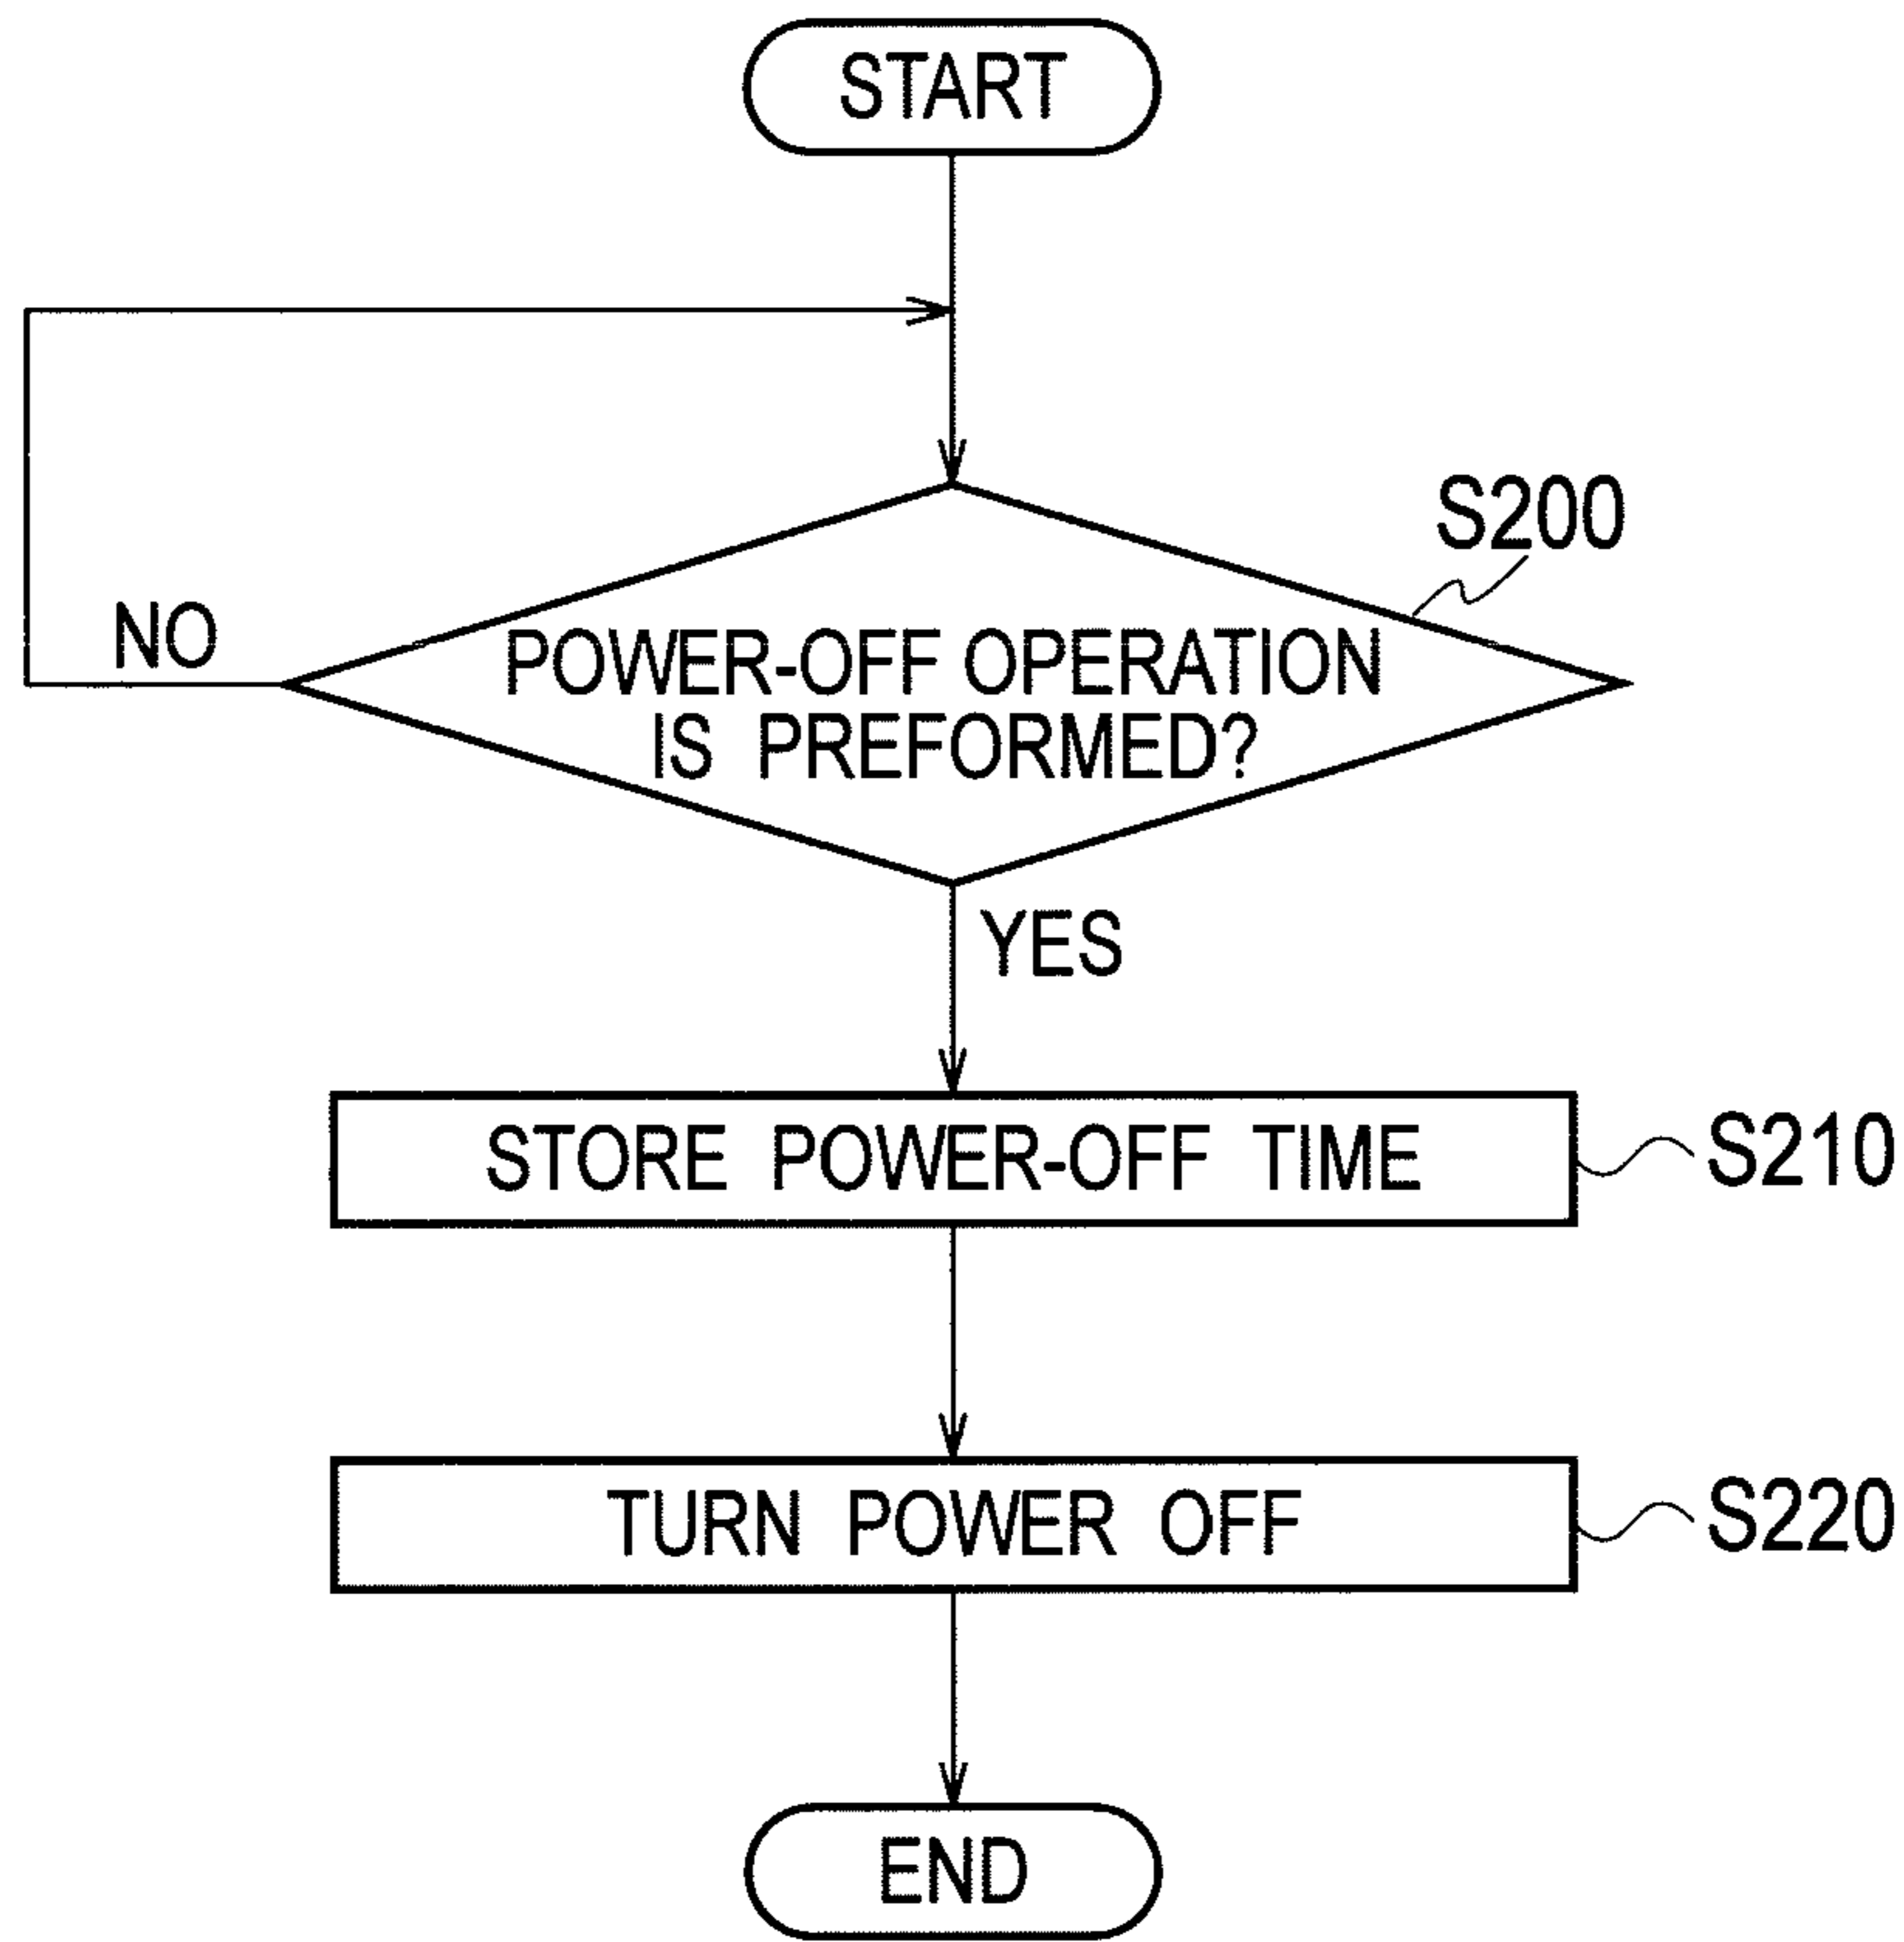 START
S200
NO
POWER-OFF OPERATION
IS PREFORMED?
YES
STORE POWER-OFF TIME
S210
TURN POWER OFF
S220
END